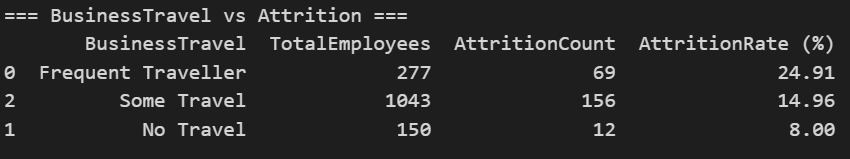 === BusinessTravel vs Attrition ===
BusinessTravel TotalEmployees AttritionCount AttritionRate (%)
0 Frequent Traveller 277 69 24.91
2 Some Travel 1043 156 14.96
1 No Travel 150 12 8.00